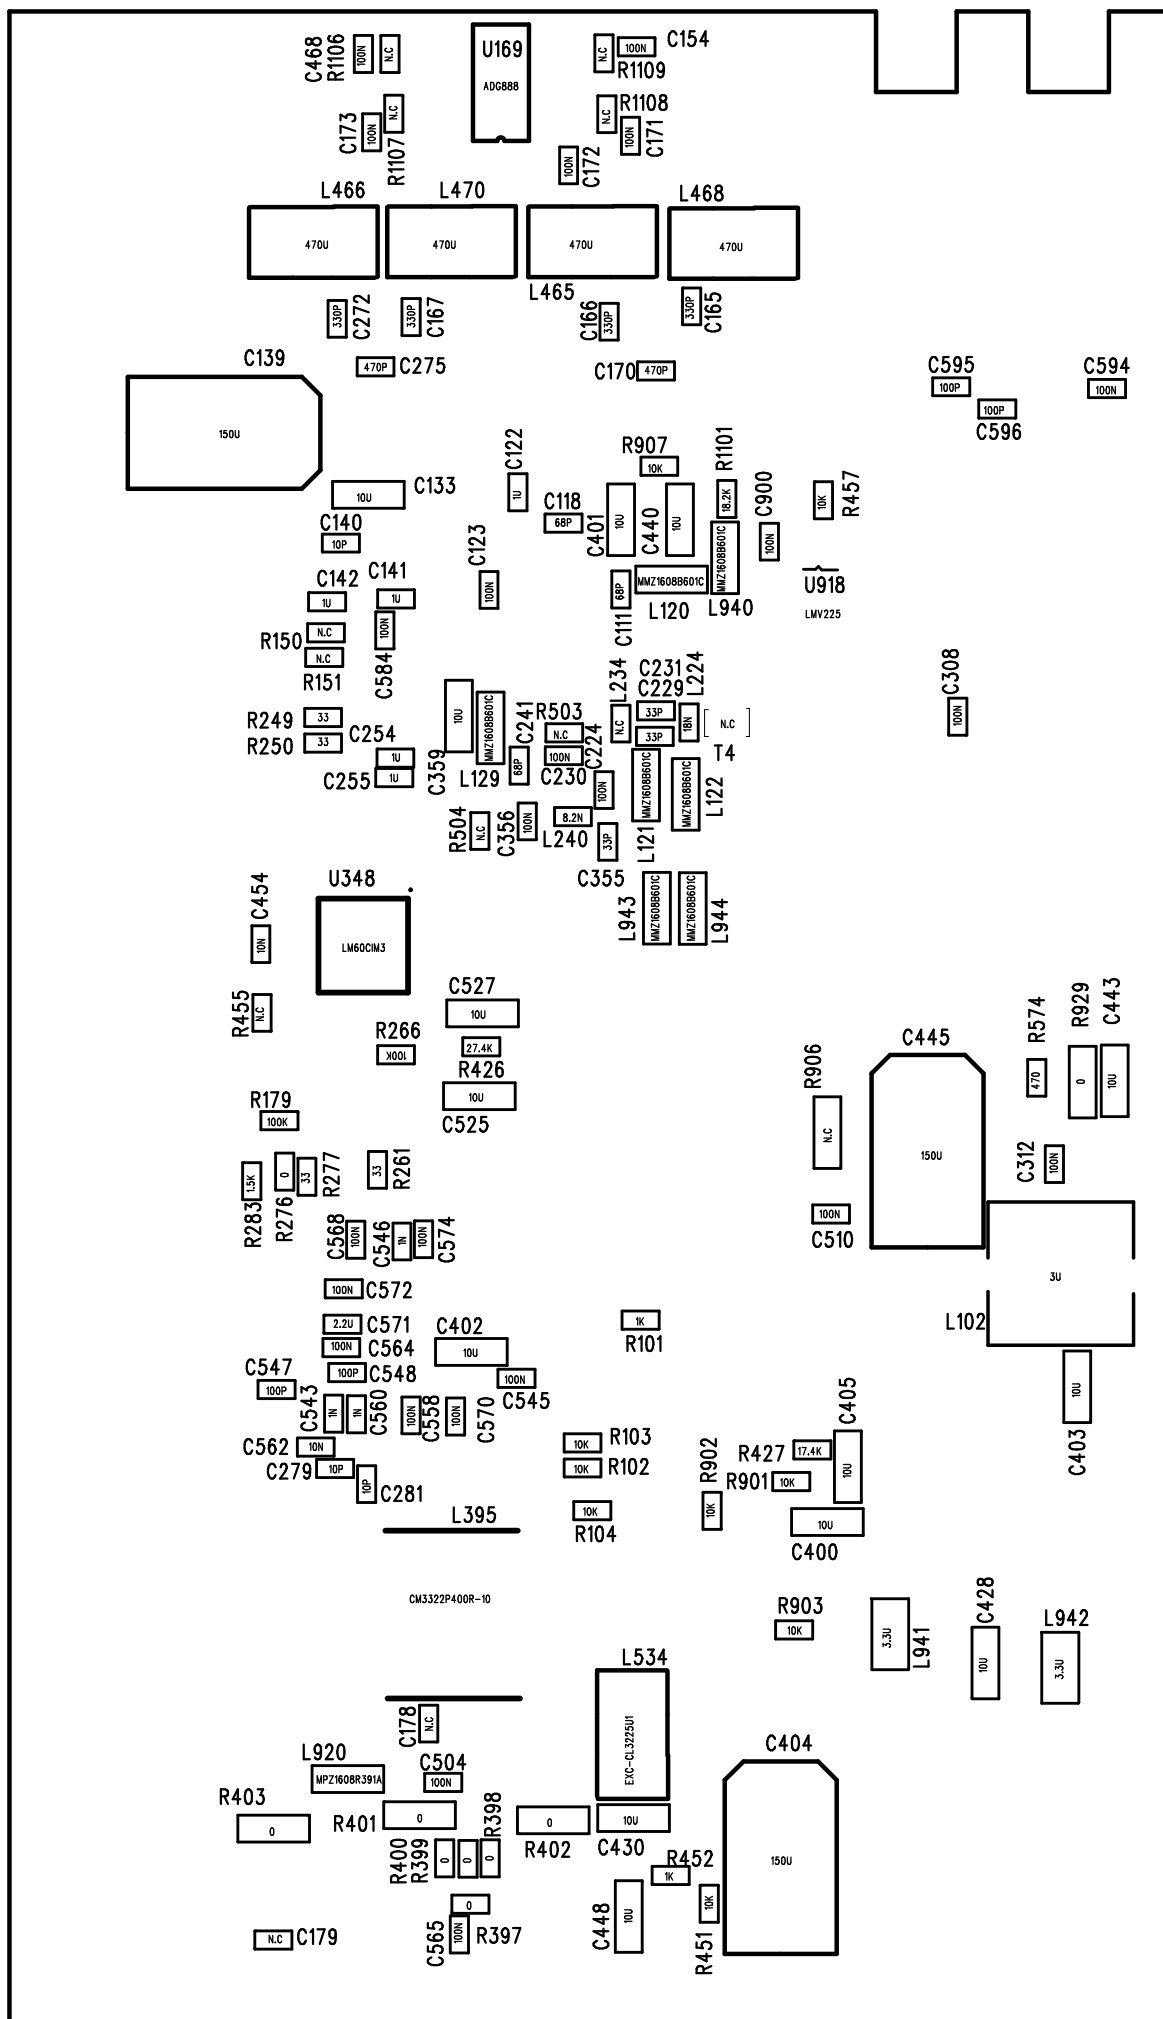 C468
R1106
100N
N.C
U169
ADG888
N.C
100N
C154
R1109
C173
100N
N.C
R1107
N.C
R1108
100N
C171
100N
C172
L466
470U
L470
470U
470U
L465
L468
470U
330P
C272
330P
C167
C166
330P
330P
C165
C139
150U
470P
C275
C170
470P
C595
100P
100P
C596
C594
100N
C122
1U
R907
10K
R1101
18.2K
C900
100N
10K
R457
10U
C133
C118
68P
C401
10U
C440
10U
C140
10P
C123
100N
MMZ1608B601C
L940
MMZ1608B601C
L120
68P
C111
U918
LMV225
C142
1U
C141
1U
R150
N.C
N.C
R151
100N
C584
L234
N.C
C231
C229
33P
33P
L224
18N
N.C
T4
C308
100N
R249
33
R250
33
C254
1U
C255
1U
10U
C359
MMZ1608B601C
L129
C241
68P
R503
N.C
100N
C230
C224
100N
MMZ1608B601C
L121
MMZ1608B601C
L122
R504
N.C
C356
100N
8.2N
L240
33P
C355
U348
LM60CIM3
C454
10N
L943
MMZ1608B601C
MMZ1608B601C
L944
R455
N.C
C527
10U
R266
100K
27.4K
R426
10U
C525
C445
150U
R906
N.C
R574
470
R929
0
C443
10U
R179
100K
C312
100N
1.5K
R283
0
R276
33
R277
33
R261
100N
C510
C568
100N
C546
1N
100N
C574
3U
L102
100N
C572
2.2U
C571
100N
C564
C402
10U
1K
R101
100P
C548
C547
100P
100N
C545
C543
1N
1N
C560
100N
C558
100N
C570
C405
10U
10U
C403
C562
10N
C279
10P
10P
C281
10K
R103
10K
R102
R902
10K
R427
17.4K
R901
10K
L395
10K
R104
10U
C400
CM3322P400R-10
R903
10K
3.3U
L941
C428
10U
L942
3.3U
L534
EXC-CL3225U1
C178
N.C
C404
150U
L920
MPZ1608R391A
C504
100N
R403
0
R401
0
R398
0
0
R402
10U
C430
R400
R399
0
0
R452
1K
0
R397
C565
100N
C448
10U
10K
R451
N.C
C179